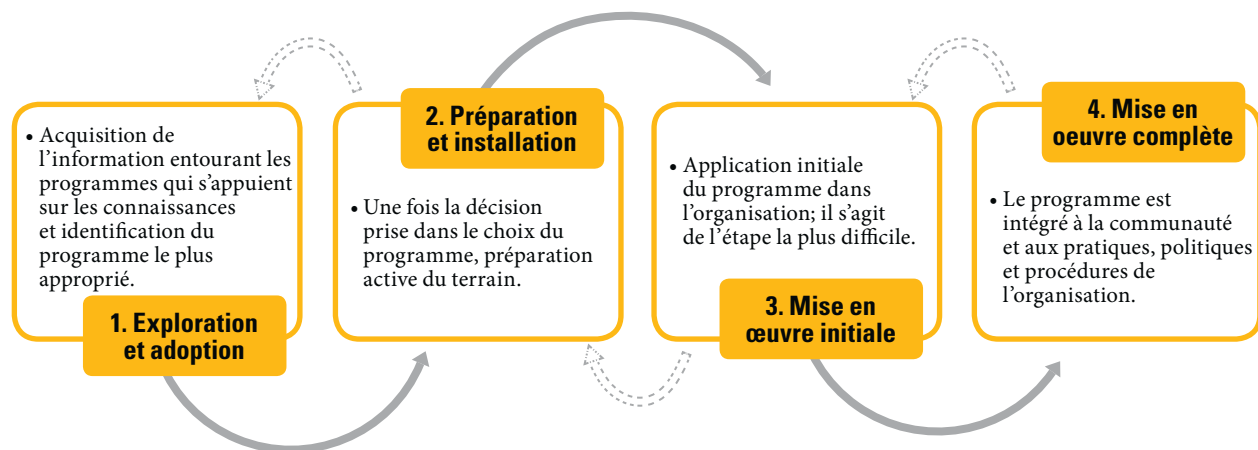 • Acquisition de
l'information entourant les
programmes qui s'appuient
sur les connaissances
et identification du
programme le plus
approprié.
1. Exploration
et adoption
2. Préparation
et installation
• Une fois la décision
prise dans le choix du
programme, préparation
active du terrain.
• Application initiale
du programme dans
l'organisation; il s'agit
de l'étape la plus difficile.
3. Mise en
œuvre initiale
4. Mise en
oeuvre complète
• Le programme est
intégré à la communauté
et aux pratiques, politiques
et procédures de
l'organisation.